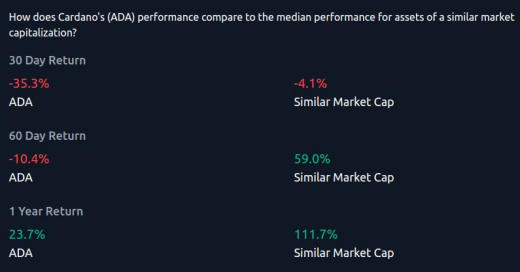 How does Cardano's (ADA) performance compare to the median performance for assets of a similar market
capitalization?
30 Day Return
-35.3% -4.1%
ADA Similar Market Cap
60 Day Return
-10.4% 59.0%
ADA Similar Market Cap
1 Year Return
23.7% 111.7%
ADA Similar Market Cap